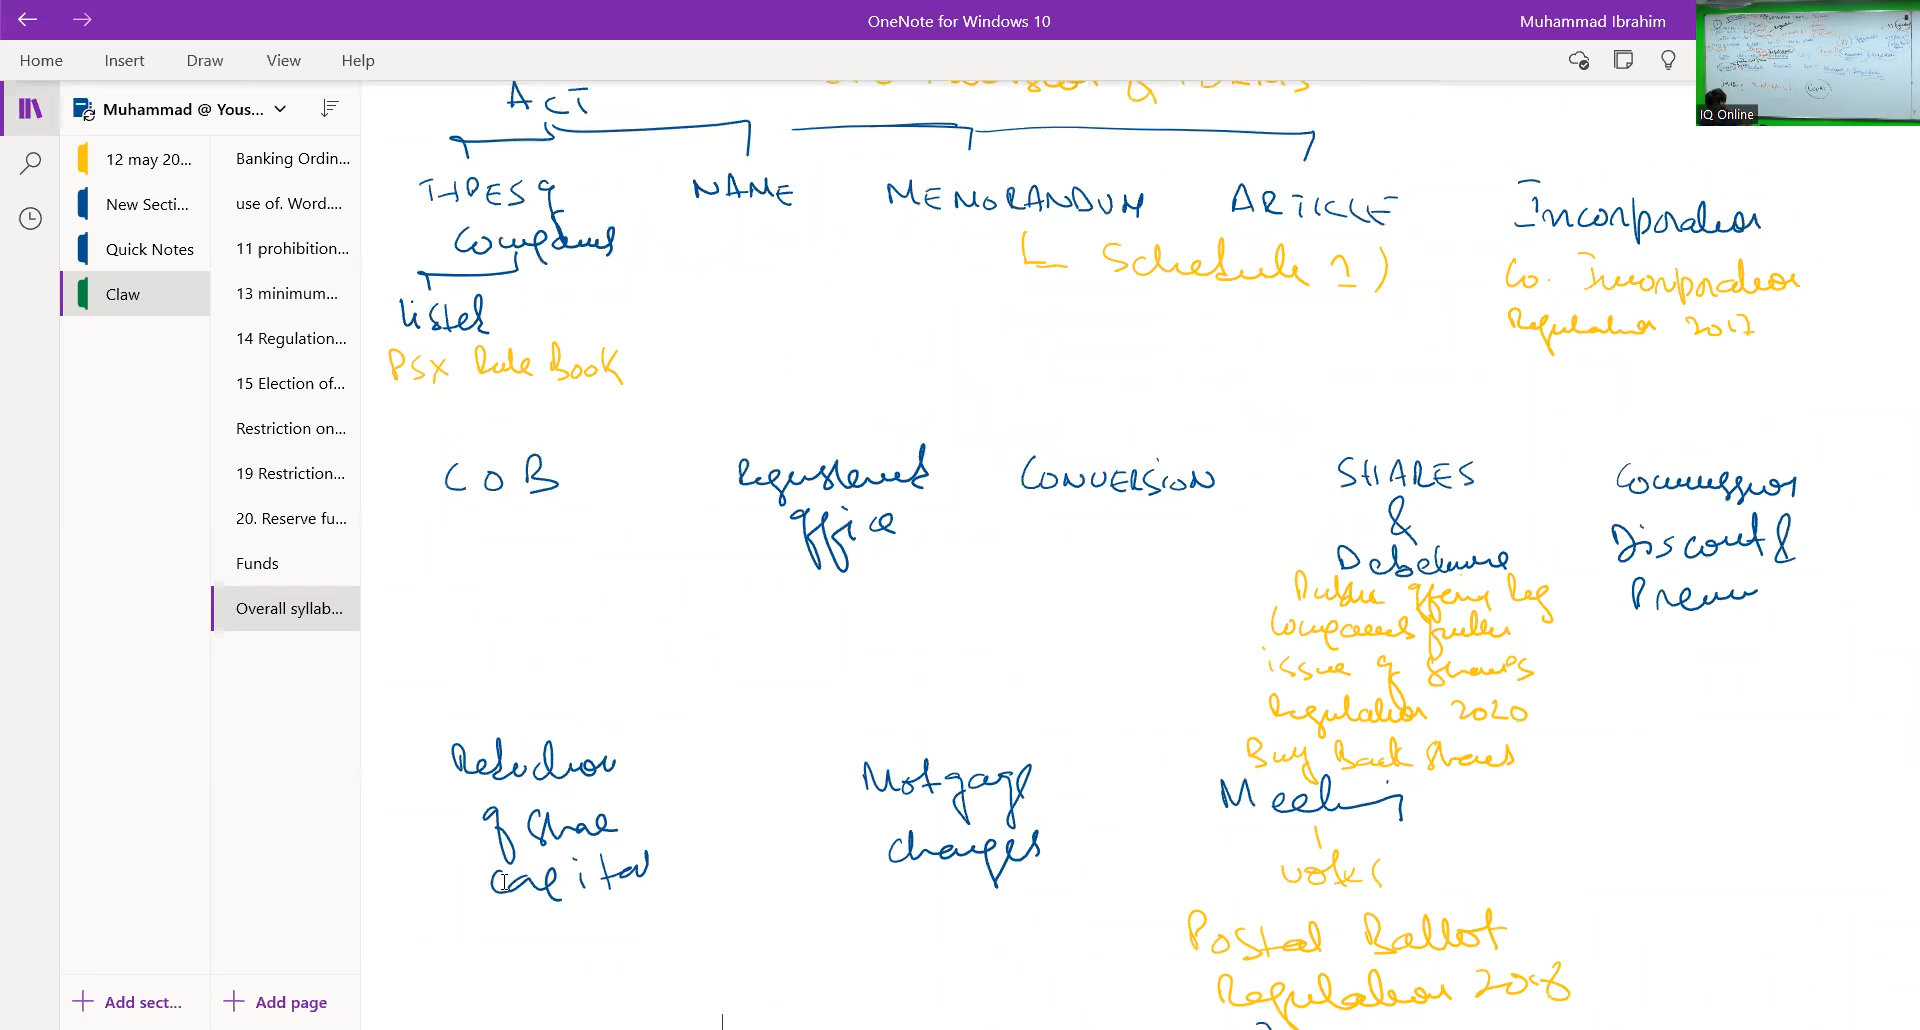 OneNote for Windows 10
Muhammad Ibrahim
Home
Insert
Draw
View
Help
IQ Online
Muhammad @ Yous...
12 may 20...
New Secti...
Quick Notes
Claw
Add sect...
Banking Ordin...
use of. Word....
11 prohibition...
13 minimum...
14 Regulation...
15 Election of...
Restriction on...
19 Restriction...
20. Reserve fu...
Funds
Overall syllab...
Add page
ACT
TYPES of
Companies
Listed
PSX Rule Book
NAME
MEMORANDUM
ARTICLE
Schedule 1)
Incorporation
Co. Incorporation
Regulation 2017
COB
Registered
office
CONVERSION
SHARES
&
Debenture
Public offering Reg
Companies further
issue of shares
Regulation 2020
Buy Back Shares
Commission
Discount &
Premium
Reduction
of Share
capital
Mortgage
charges
Meeting
Postal Ballot
Regulation 2018